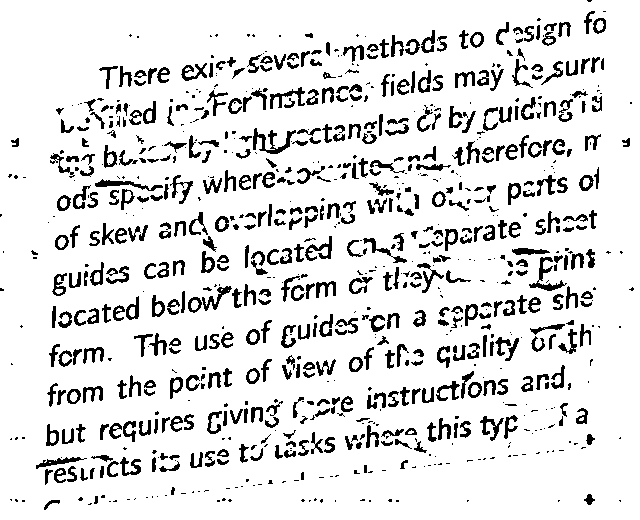 There exist several methods to design fo
be filled in. For instance, fields may be surr
ing boxes, by light rectangles or by guiding ru
ods specify where to write and, therefore, m
of skew and overlapping with other parts of
guides can be located on a separate sheet
located below the form or they can be print
form. The use of guides on a separate she
from the point of view of the quality of th
but requires giving more instructions and,
restricts its use to tasks where this type of a